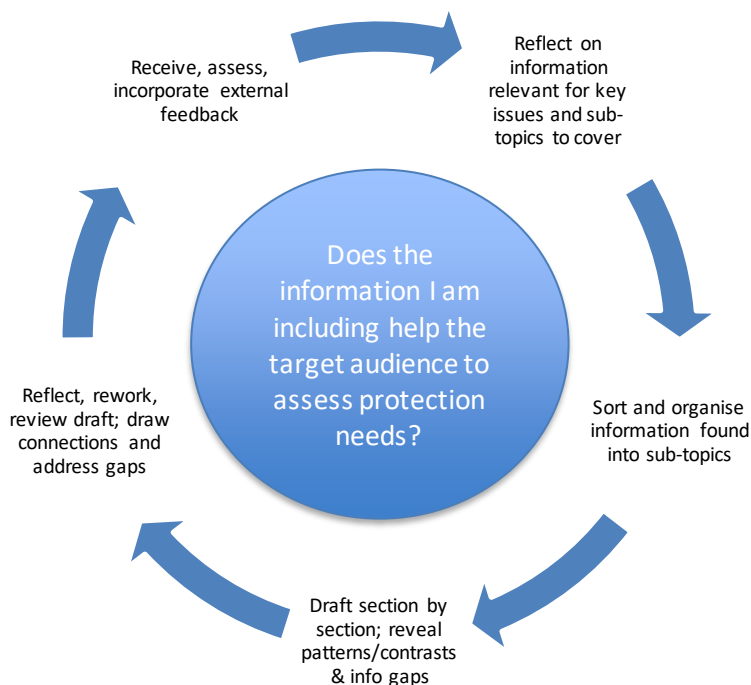 Receive, assess,
incorporate external
feedback
Reflect on
information
relevant for key
issues and sub-
topics to cover
Does the
information I am
including help the
target audience to
assess protection
needs?
Reflect, rework,
review draft; draw
connections and
address gaps
Sort and organise
information found
into sub-topics
Draft section by
section; reveal
patterns/contrasts
& info gaps